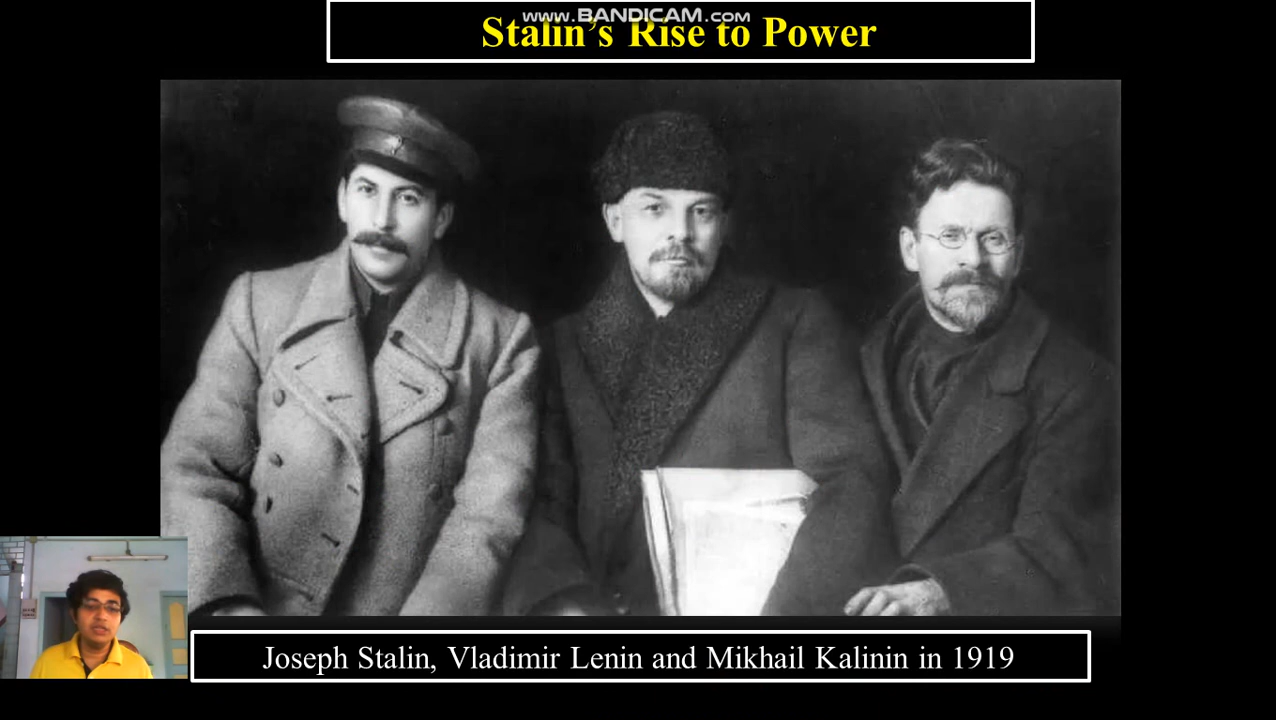 www.BANDICAM.com
Stalin's Rise to Power
Joseph Stalin, Vladimir Lenin and Mikhail Kalinin in 1919